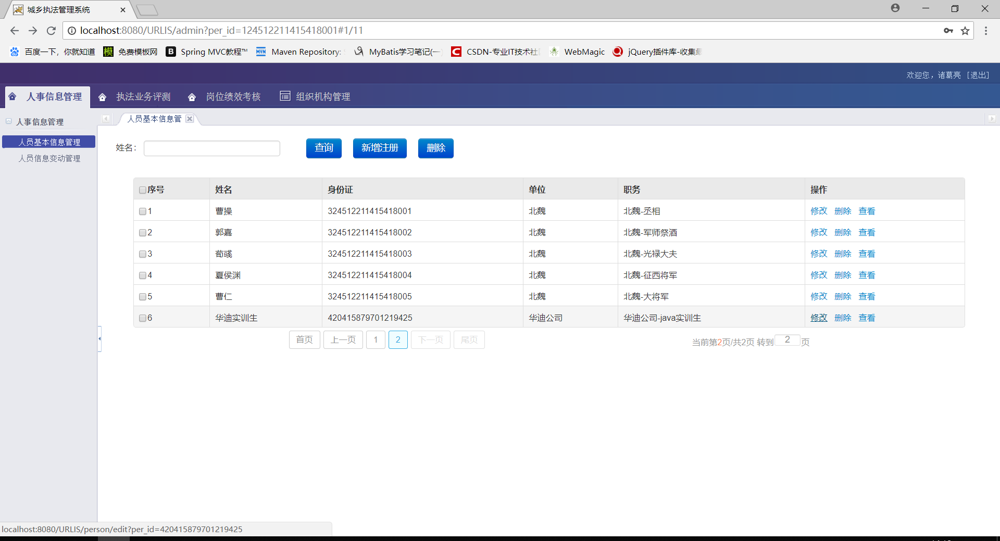 城乡执法管理系统
localhost:8080/URLIS/admin?per_id=124512211415418001#1/11
百度一下，你就知道 免费模板网 Spring MVC教程™ Maven Repository: MyBatis学习笔记(一 CSDN-专业IT技术社 WebMagic jQuery插件库-收集
欢迎您，诸葛亮 [退出]
人事信息管理 执法业务评测 岗位绩效考核 组织机构管理
人事信息管理
人员基本信息管理
人员信息变动管理
人员基本信息管
姓名： 查询 新增注册 删除
序号 姓名 身份证 单位 职务 操作
1 曹操 324512211415418001 北魏 北魏-丞相 修改 删除 查看
2 郭嘉 324512211415418002 北魏 北魏-军师祭酒 修改 删除 查看
3 荀彧 324512211415418003 北魏 北魏-光禄大夫 修改 删除 查看
4 夏侯渊 324512211415418004 北魏 北魏-征西将军 修改 删除 查看
5 曹仁 324512211415418005 北魏 北魏-大将军 修改 删除 查看
6 华迪实训生 420415879701219425 华迪公司 华迪公司-java实训生 修改 删除 查看
首页 上一页 1 2 下一页 尾页 当前第2页/共2页 转到 2 页
localhost:8080/URLIS/person/edit?per_id=420415879701219425